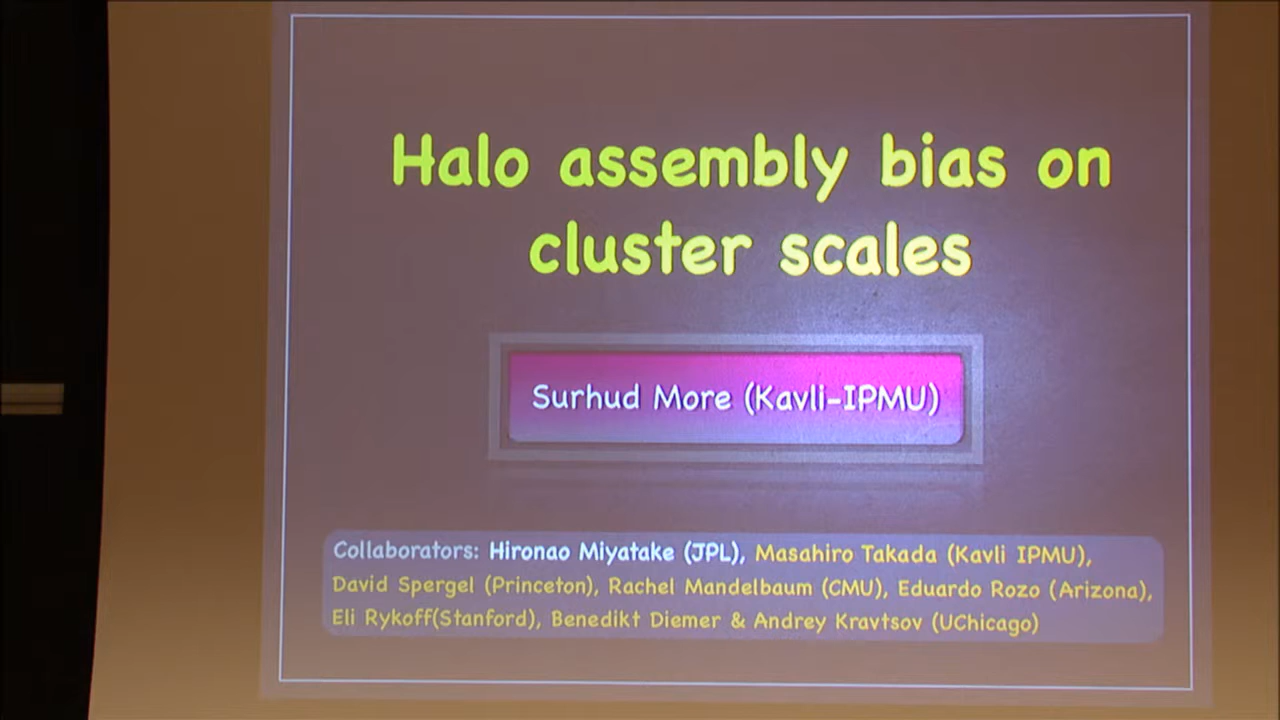 Halo assembly bias on
cluster scales
Surhud More (Kavli-IPMU)
Collaborators: Hironao Miyatake (JPL), Masahiro Takada (Kavli IPMU),
David Spergel (Princeton), Rachel Mandelbaum (CMU), Eduardo Rozo (Arizona),
Eli Rykoff(Stanford), Benedikt Diemer & Andrey Kravtsov (UChicago)